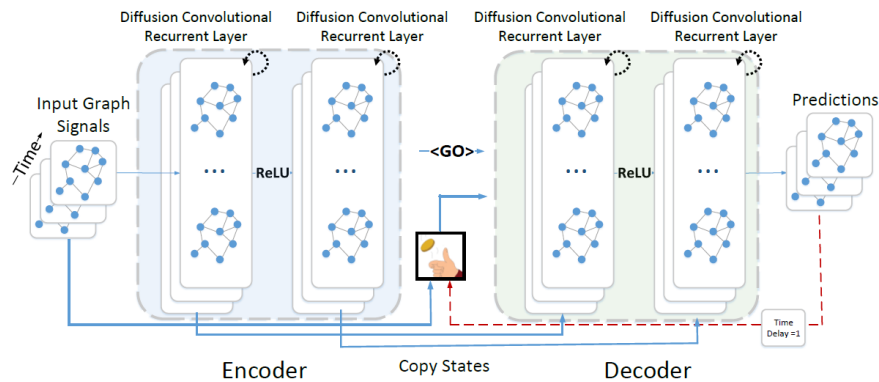 Diffusion Convolutional
Recurrent Layer
Diffusion Convolutional
Recurrent Layer
Diffusion Convolutional
Recurrent Layer
Diffusion Convolutional
Recurrent Layer
Input Graph
Signals
Time
...
ReLU
...
<GO>
...
ReLU
...
Predictions
Time
Delay =1
Encoder
Copy States
Decoder